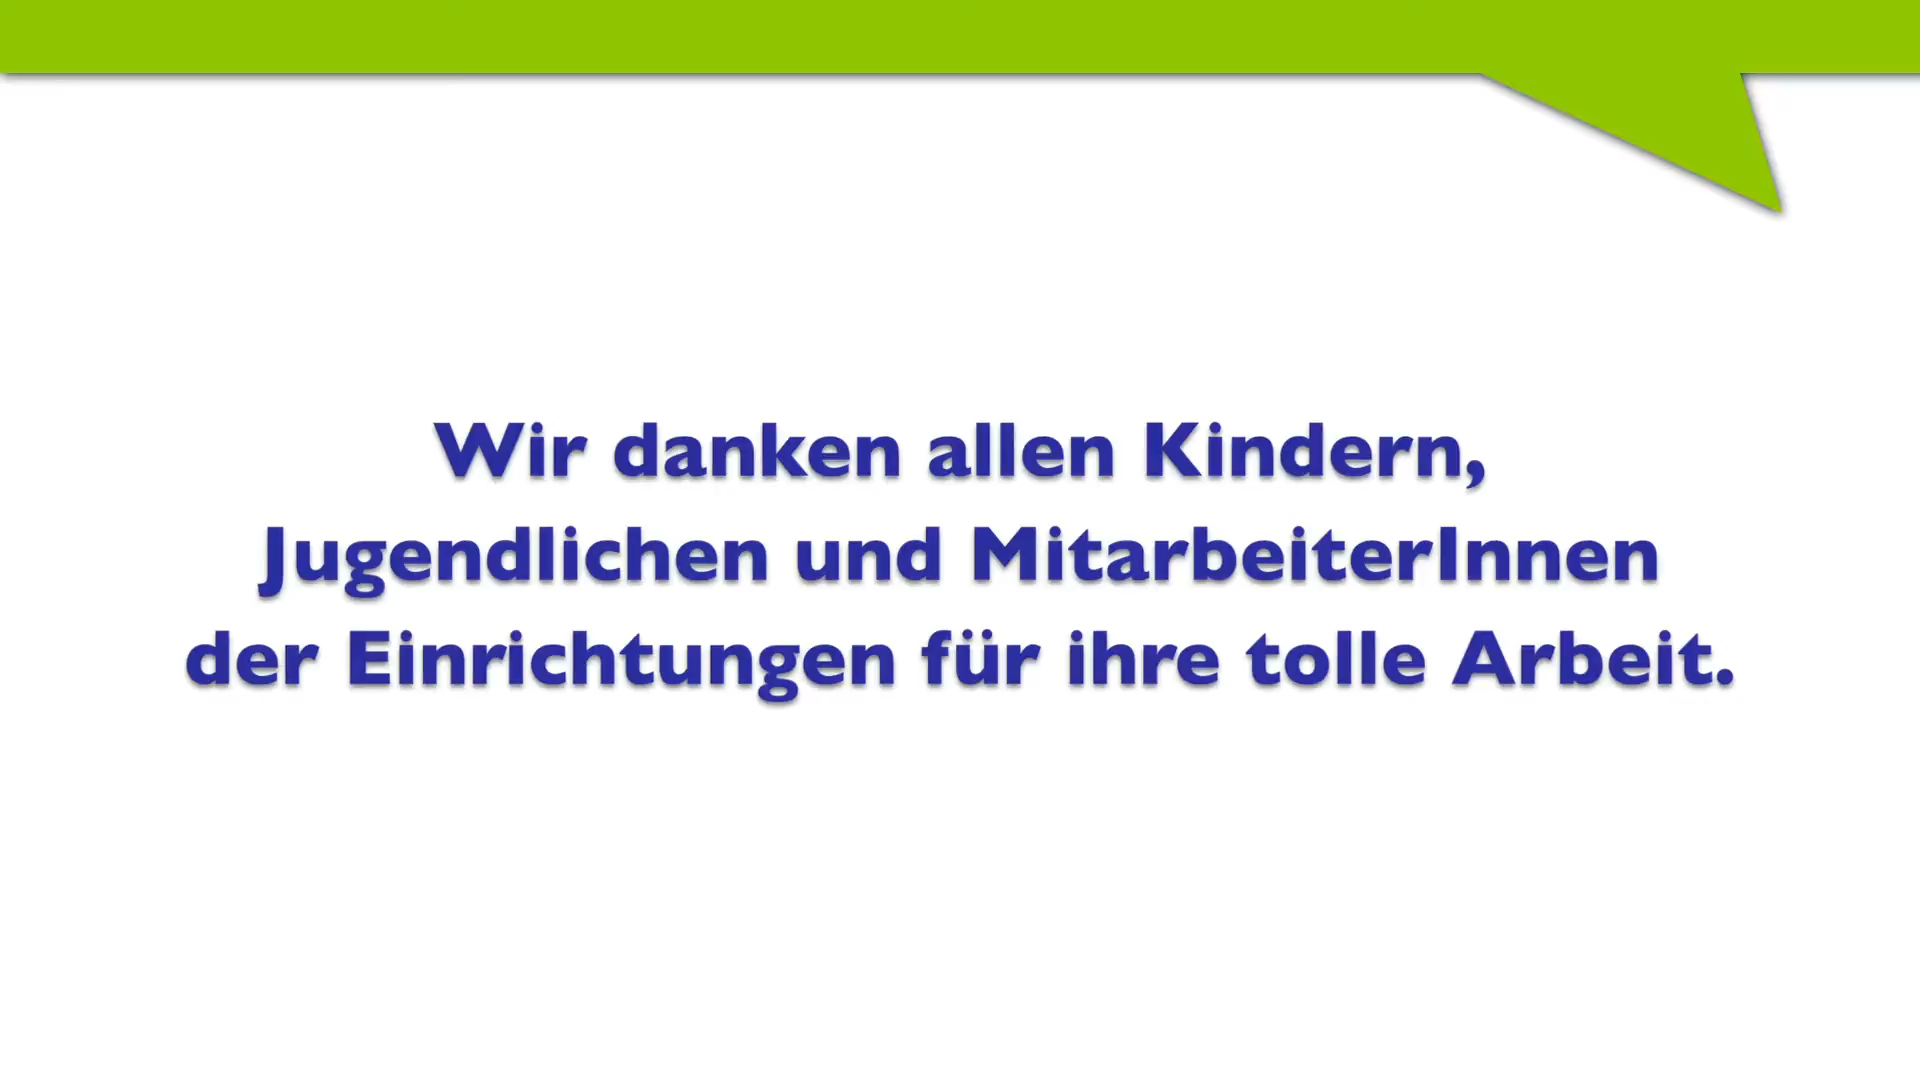 Wir danken allen Kindern,
Jugendlichen und MitarbeiterInnen
der Einrichtungen für ihre tolle Arbeit.